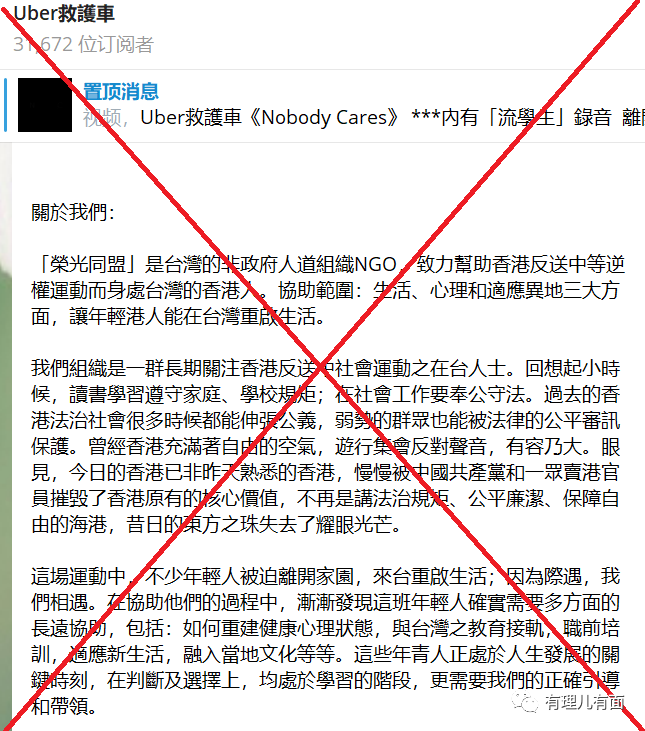 Uber救護車
31,672 位订阅者
置顶消息
视频，Uber救護車《Nobody Cares》 ***內有「流學生」錄音 離
關於我們：
「榮光同盟」是台灣的非政府人道組織NGO，致力幫助香港反送中等逆
權運動而身處台灣的香港人。協助範圍：生活、心理和適應異地三大方
面，讓年輕港人能在台灣重啟生活。
我們組織是一群長期關注香港反送中社會運動之在台人士。回想起小時
候，讀書學習遵守家庭、學校規矩；在社會工作要奉公守法。過去的香
港法治社會很多時候都能伸張公義，弱勢的群眾也能被法律的公平審訊
保護。曾經香港充滿著自由的空氣，遊行集會反對聲音，有容乃大。眼
見，今日的香港已非昨天熟悉的香港，慢慢被中國共產黨和一眾賣港官
員摧毀了香港原有的核心價值，不再是講法治規矩、公平廉潔、保障自
由的海港，昔日的東方之珠失去了耀眼光芒。
這場運動中，不少年輕人被迫離開家園，來台重啟生活；因為際遇，我
們相遇。在協助他們的過程中，漸漸發現這班年輕人確實需要多方面的
長遠協助，包括：如何重建健康心理狀態，與台灣之教育接軌，職前培
訓，適應新生活，融入當地文化等等。這些年青人正處於人生發展的關
鍵時刻，在判斷及選擇上，均處於學習的階段，更需要我們的正確引導
和帶領。
有理儿有面